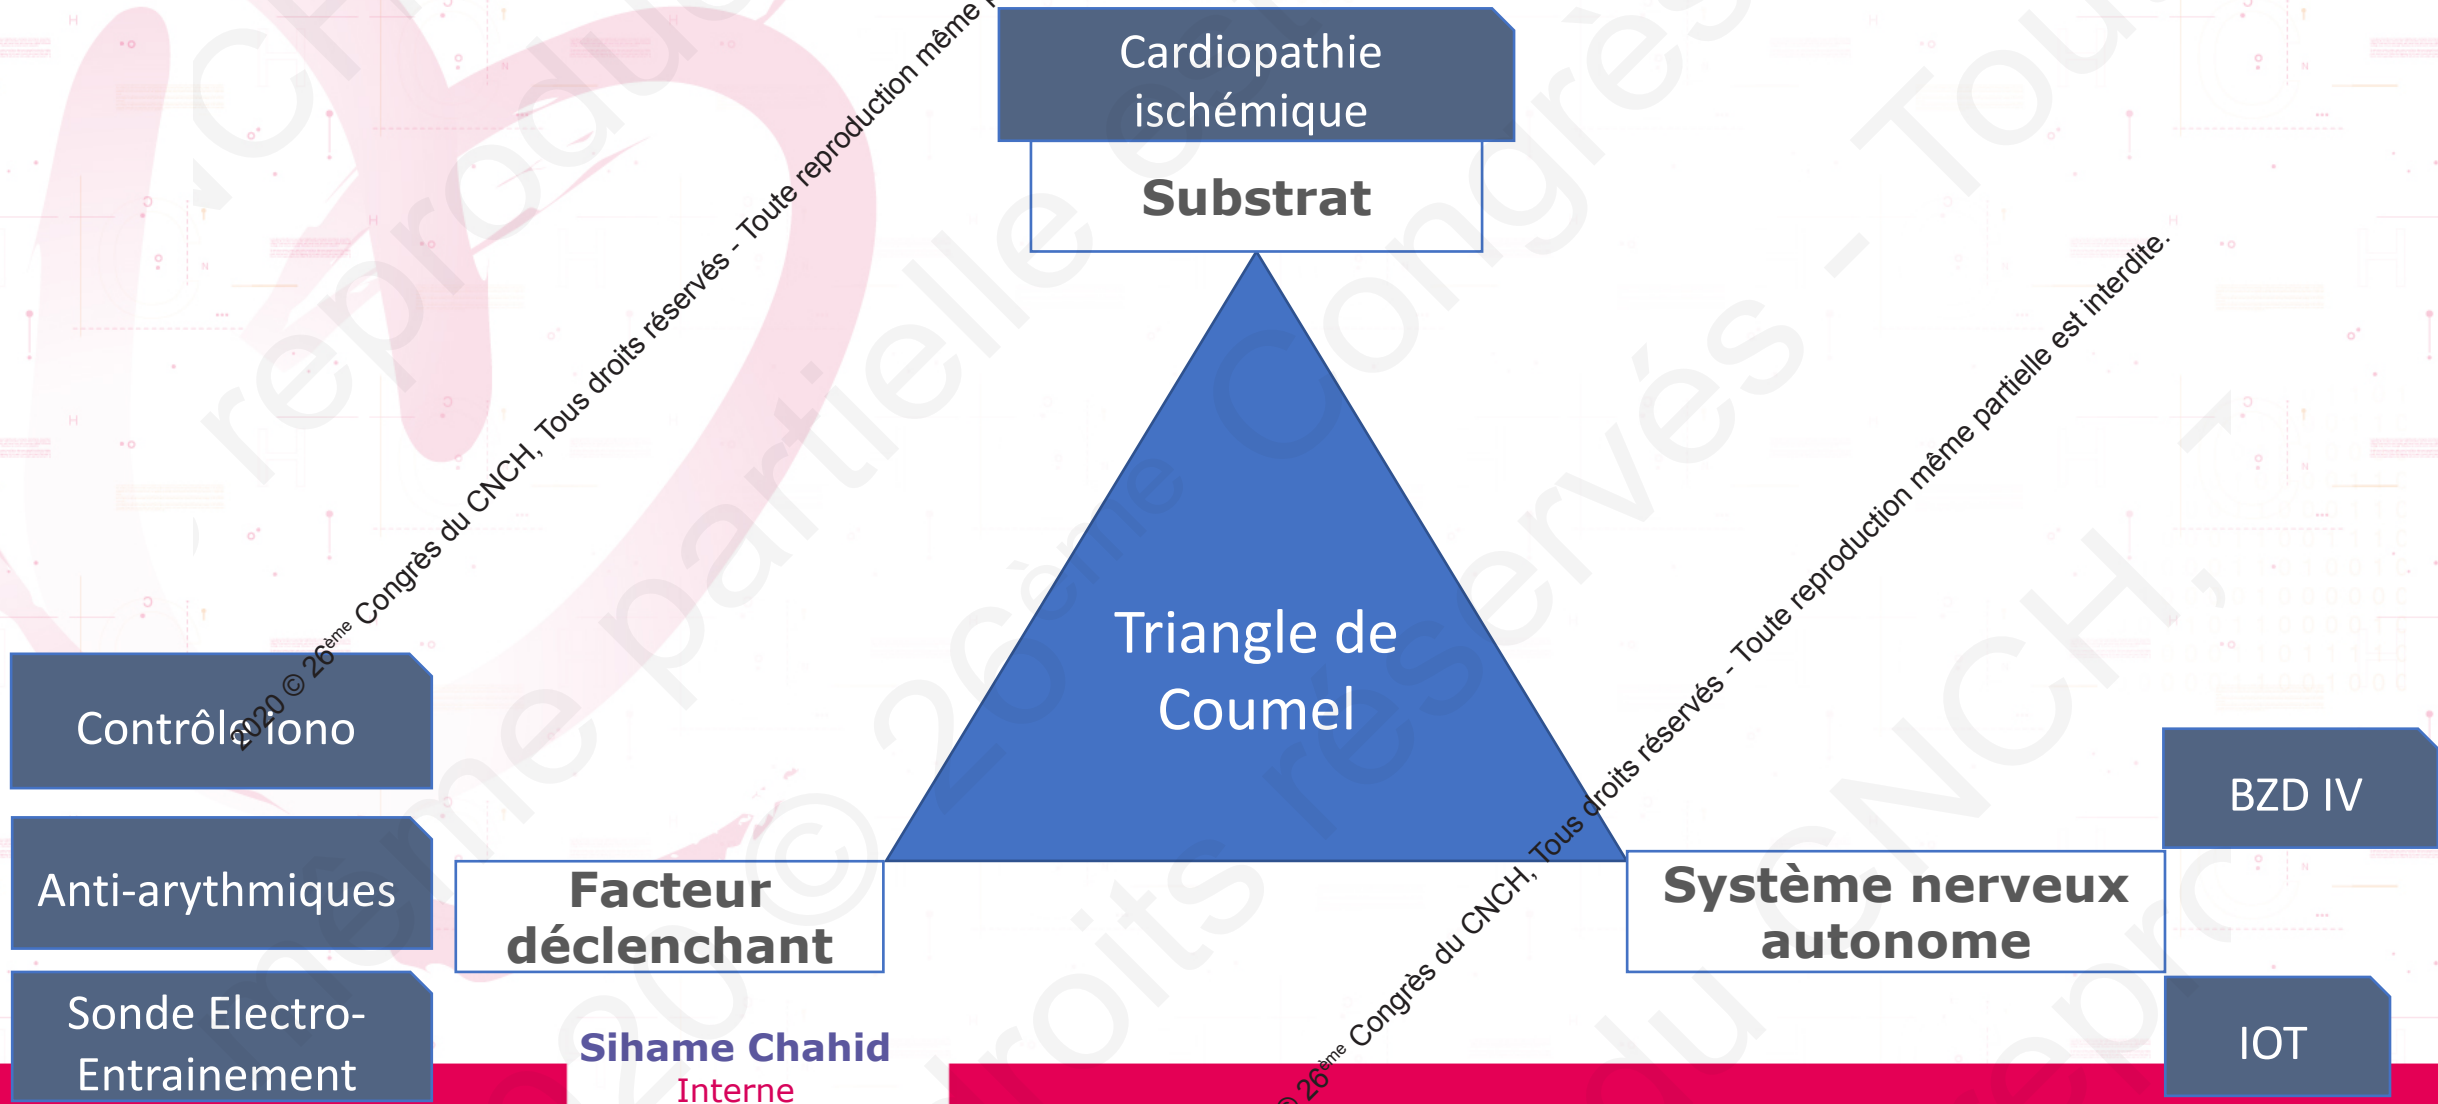 Cardiopathie
ischémique
Substrat
Triangle de
Coumel
Contrôle iono
Anti-arythmiques
Sonde Electro-
Entrainement
Facteur
déclenchant
Système nerveux
autonome
BZD IV
IOT
Sihame Chahid
Interne
2020 © 26ème Congrès du CNCH, Tous droits réservés - Toute reproduction même
© 26ème Congrès du CNCH, Tous droits réservés - Toute reproduction même partielle est interdite.